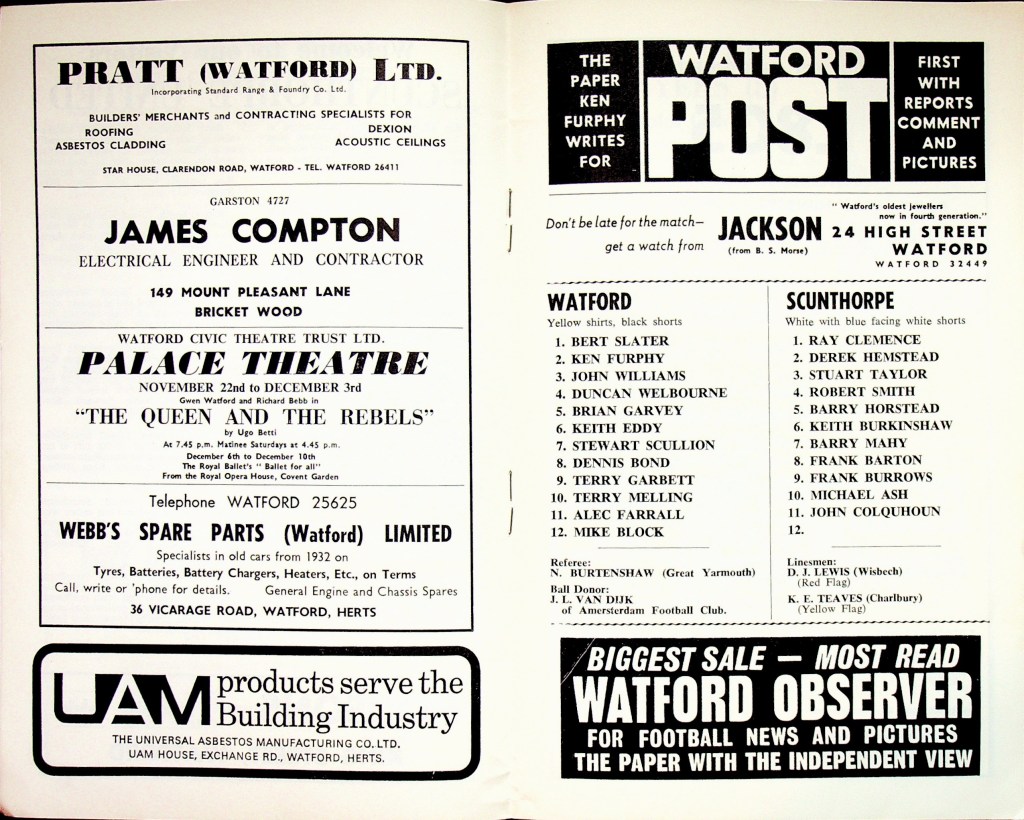 PRATT (WATFORD) LTD.
Incorporating Standard Range & Foundry Co. Ltd.
BUILDERS' MERCHANTS and CONTRACTING SPECIALISTS FOR
ROOFING DEXION
ASBESTOS CLADDING ACOUSTIC CEILINGS
STAR HOUSE, CLARENDON ROAD, WATFORD - TEL. WATFORD 26411
GARSTON 4727
JAMES COMPTON
ELECTRICAL ENGINEER AND CONTRACTOR
149 MOUNT PLEASANT LANE
BRICKET WOOD
WATFORD CIVIC THEATRE TRUST LTD.
PALACE THEATRE
NOVEMBER 22nd to DECEMBER 3rd
Gwen Watford and Richard Bebb in
"THE QUEEN AND THE REBELS"
by Ugo Betti
At 7.45 p.m. Matinee Saturdays at 4.45 p.m.
December 6th to December 10th
The Royal Ballet's "Ballet for all"
From the Royal Opera House, Covent Garden
Telephone WATFORD 25625
WEBB'S SPARE PARTS (Watford) LIMITED
Specialists in old cars from 1932 on
Tyres, Batteries, Battery Chargers, Heaters, Etc., on Terms
Call, write or 'phone for details. General Engine and Chassis Spares
36 VICARAGE ROAD, WATFORD, HERTS
UAM products serve the
Building Industry
THE UNIVERSAL ASBESTOS MANUFACTURING CO. LTD.
UAM HOUSE, EXCHANGE RD., WATFORD, HERTS.
THE
PAPER
KEN
FURPHY
WRITES
FOR
WATFORD
POST
FIRST
WITH
REPORTS
COMMENT
AND
PICTURES
Don't be late for the match—
get a watch from
JACKSON
(from B. S. Morse)
"Watford's oldest jewellers
now in fourth generation."
24 HIGH STREET
WATFORD
WATFORD 32449
WATFORD
Yellow shirts, black shorts
1. BERT SLATER
2. KEN FURPHY
3. JOHN WILLIAMS
4. DUNCAN WELBOURNE
5. BRIAN GARVEY
6. KEITH EDDY
7. STEWART SCULLION
8. DENNIS BOND
9. TERRY GARBETT
10. TERRY MELLING
11. ALEC FARRALL
12. MIKE BLOCK
Referee:
N. BURTENSHAW (Great Yarmouth)
Ball Donor:
J. L. VAN DIJK
of Amersterdam Football Club.
SCUNTHORPE
White with blue facing white shorts
1. RAY CLEMENCE
2. DEREK HEMSTEAD
3. STUART TAYLOR
4. ROBERT SMITH
5. BARRY HORSTEAD
6. KEITH BURKINSHAW
7. BARRY MAHY
8. FRANK BARTON
9. FRANK BURROWS
10. MICHAEL ASH
11. JOHN COLQUHOUN
12.
Linesmen:
D. J. LEWIS (Wisbech)
(Red Flag)
K. E. TEAVES (Charlbury)
(Yellow Flag)
BIGGEST SALE — MOST READ
WATFORD OBSERVER
FOR FOOTBALL NEWS AND PICTURES
THE PAPER WITH THE INDEPENDENT VIEW